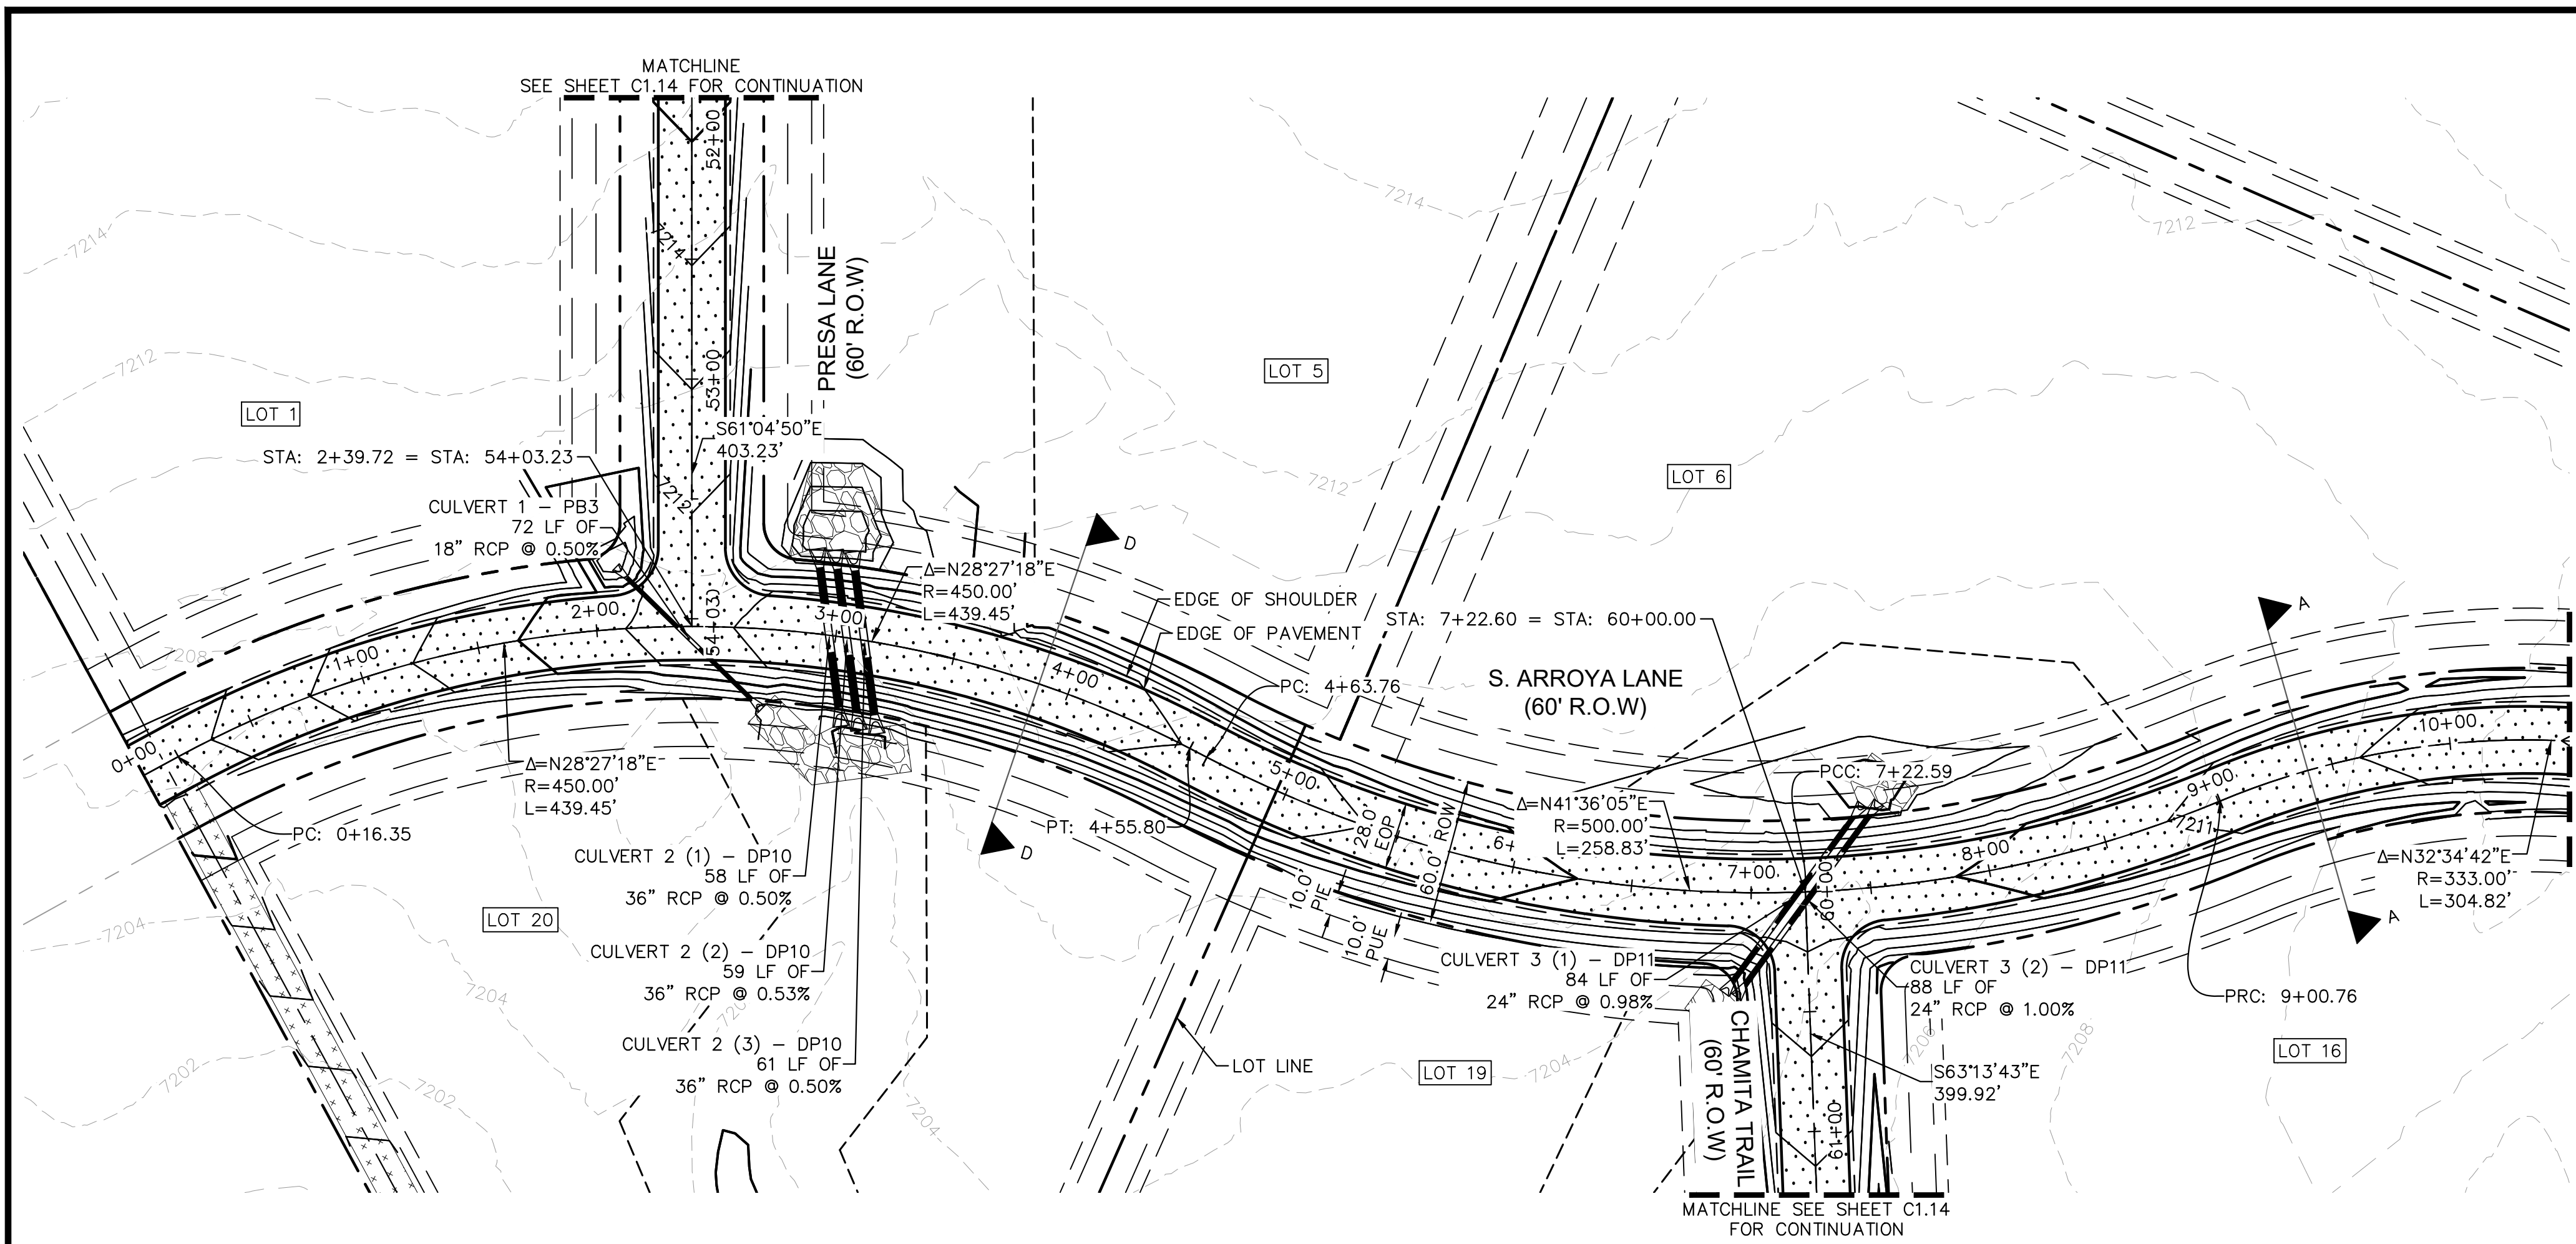 MATCHLINE
SEE SHEET C1.14 FOR CONTINUATION
52+00
7214
7214
7214
7212
PRESA LANE
(60' R.O.W)
7212
53+00
LOT 5
LOT 1
S61°04'50"E
403.23'
STA: 2+39.72 = STA: 54+03.23
LOT 6
7212
7212
CULVERT 1 - PB3
72 LF OF
18" RCP @ 0.50%
D
Δ=N28°27'18"E
R=450.00'
L=439.45'
EDGE OF SHOULDER
EDGE OF PAVEMENT
STA: 7+22.60 = STA: 60+00.00
A
2+00
3+00
54+03
7208
1+00
4+00
PC: 4+63.76
S. ARROYA LANE
(60' R.O.W)
0+00
10+00
5+00
PCC: 7+22.59
9+00
7211
Δ=N28°27'18"E
R=450.00'
L=439.45'
PC: 0+16.35
PT: 4+55.80
D
28.0'
EOP
60.0' ROW
Δ=N41°36'05"E
R=500.00'
L=258.83'
6+
7+00
8+00
Δ=N32°34'42"E
R=333.00'
L=304.82'
CULVERT 2 (1) - DP10
58 LF OF
36" RCP @ 0.50%
10.0'
PIE
60+00
A
LOT 20
7204
10.0'
PUE
CULVERT 2 (2) - DP10
59 LF OF
36" RCP @ 0.53%
CULVERT 3 (1) - DP11
84 LF OF
24" RCP @ 0.98%
CULVERT 3 (2) - DP11
88 LF OF
24" RCP @ 1.00%
PRC: 9+00.76
7204
CULVERT 2 (3) - DP10
61 LF OF
36" RCP @ 0.50%
7208
7208
LOT 16
LOT LINE
LOT 19
7204
S63°13'43"E
399.92'
7202
7202
7204
CHAMITA TRAIL
(60' R.O.W)
61+00
MATCHLINE SEE SHEET C1.14
FOR CONTINUATION